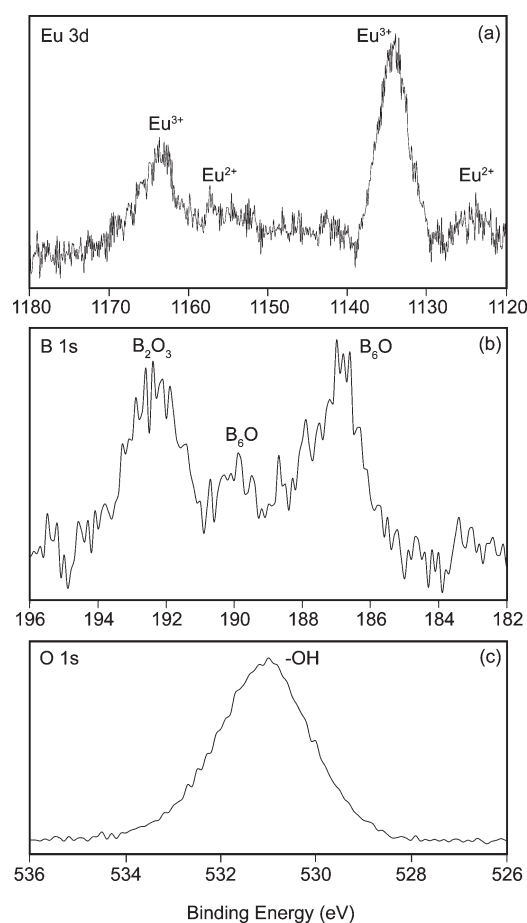 Eu 3d
Eu³⁺
(a)
Eu³⁺
Eu²⁺
Eu²⁺
1180 1170 1160 1150 1140 1130 1120
B 1s
B₂O₃
B₆O
(b)
B₆O
196 194 192 190 188 186 184 182
O 1s
-OH
(c)
536 534 532 530 528 526
Binding Energy (eV)